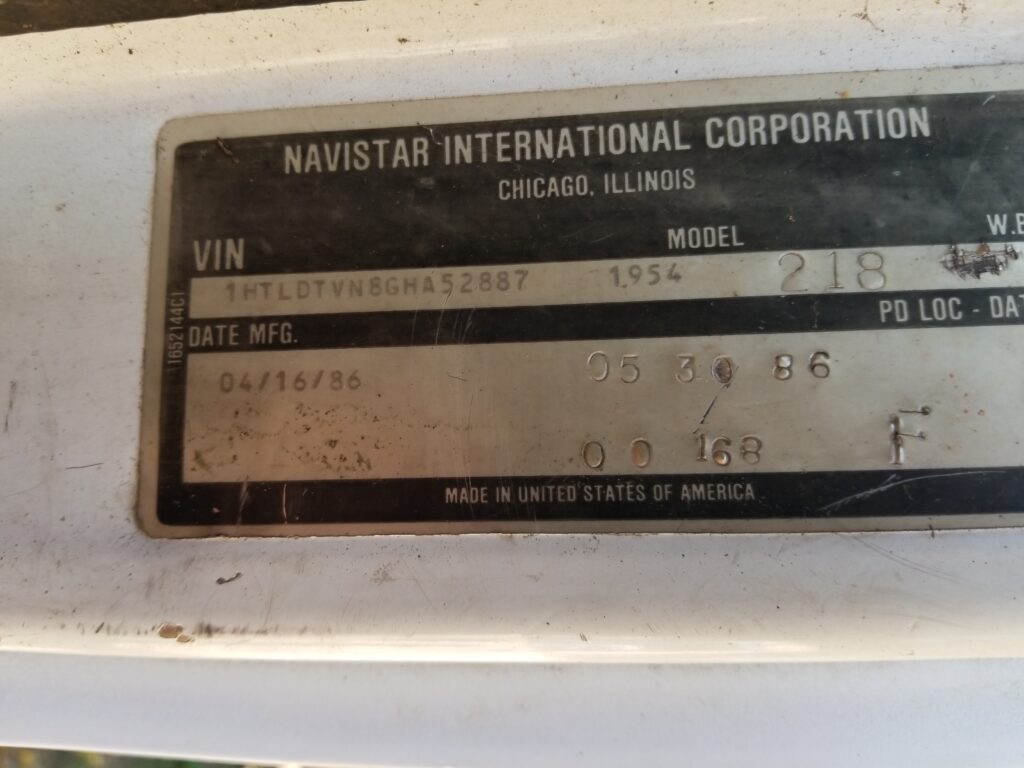 NAVISTAR INTERNATIONAL CORPORATION
CHICAGO, ILLINOIS
VIN MODEL W.B
1HTLDTVN8GHA52887 1954 218
DATE MFG. PD LOC - DAT
04/16/86 05 30 86
00 168 F
MADE IN UNITED STATES OF AMERICA
1652144C1